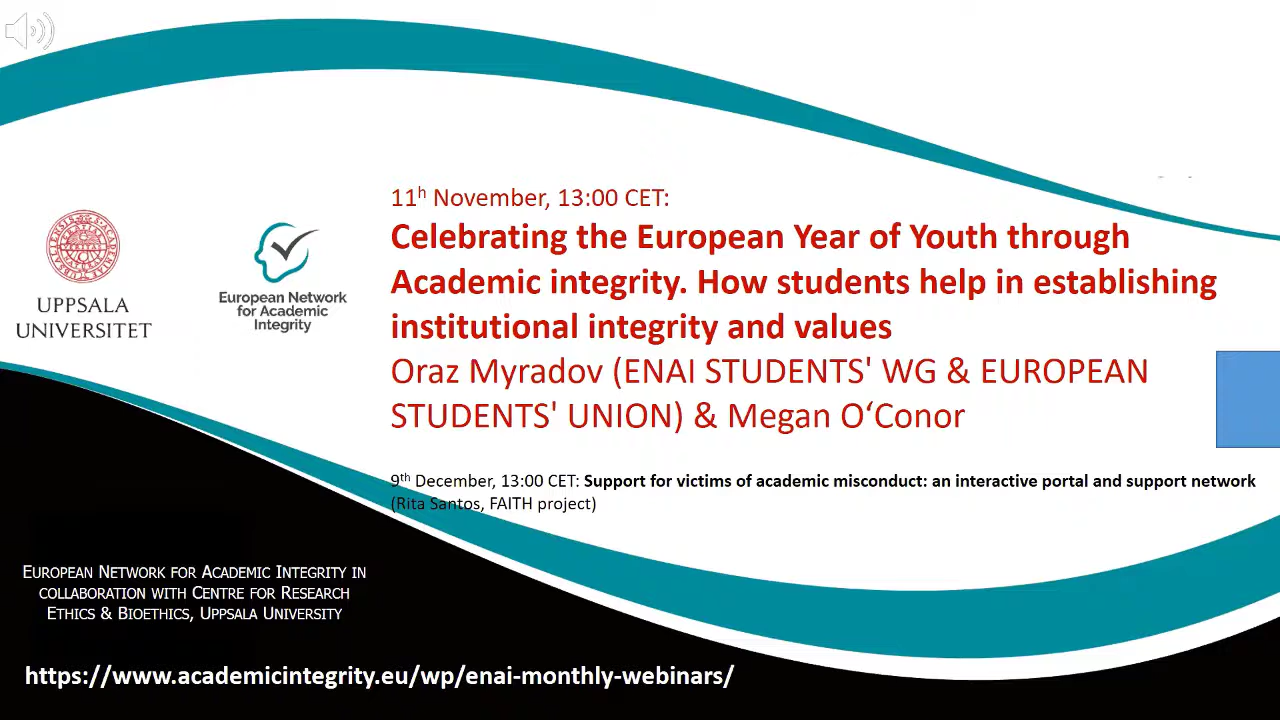 11h November, 13:00 CET:
Celebrating the European Year of Youth through
Academic integrity. How students help in establishing
institutional integrity and values
Oraz Myradov (ENAI STUDENTS' WG & EUROPEAN
STUDENTS' UNION) & Megan O‘Conor
UPPSALA
UNIVERSITET
European Network
for Academic
Integrity
9th December, 13:00 CET: Support for victims of academic misconduct: an interactive portal and support network
(Rita Santos, FAITH project)
EUROPEAN NETWORK FOR ACADEMIC INTEGRITY IN
COLLABORATION WITH CENTRE FOR RESEARCH
ETHICS & BIOETHICS, UPPSALA UNIVERSITY
https://www.academicintegrity.eu/wp/enai-monthly-webinars/